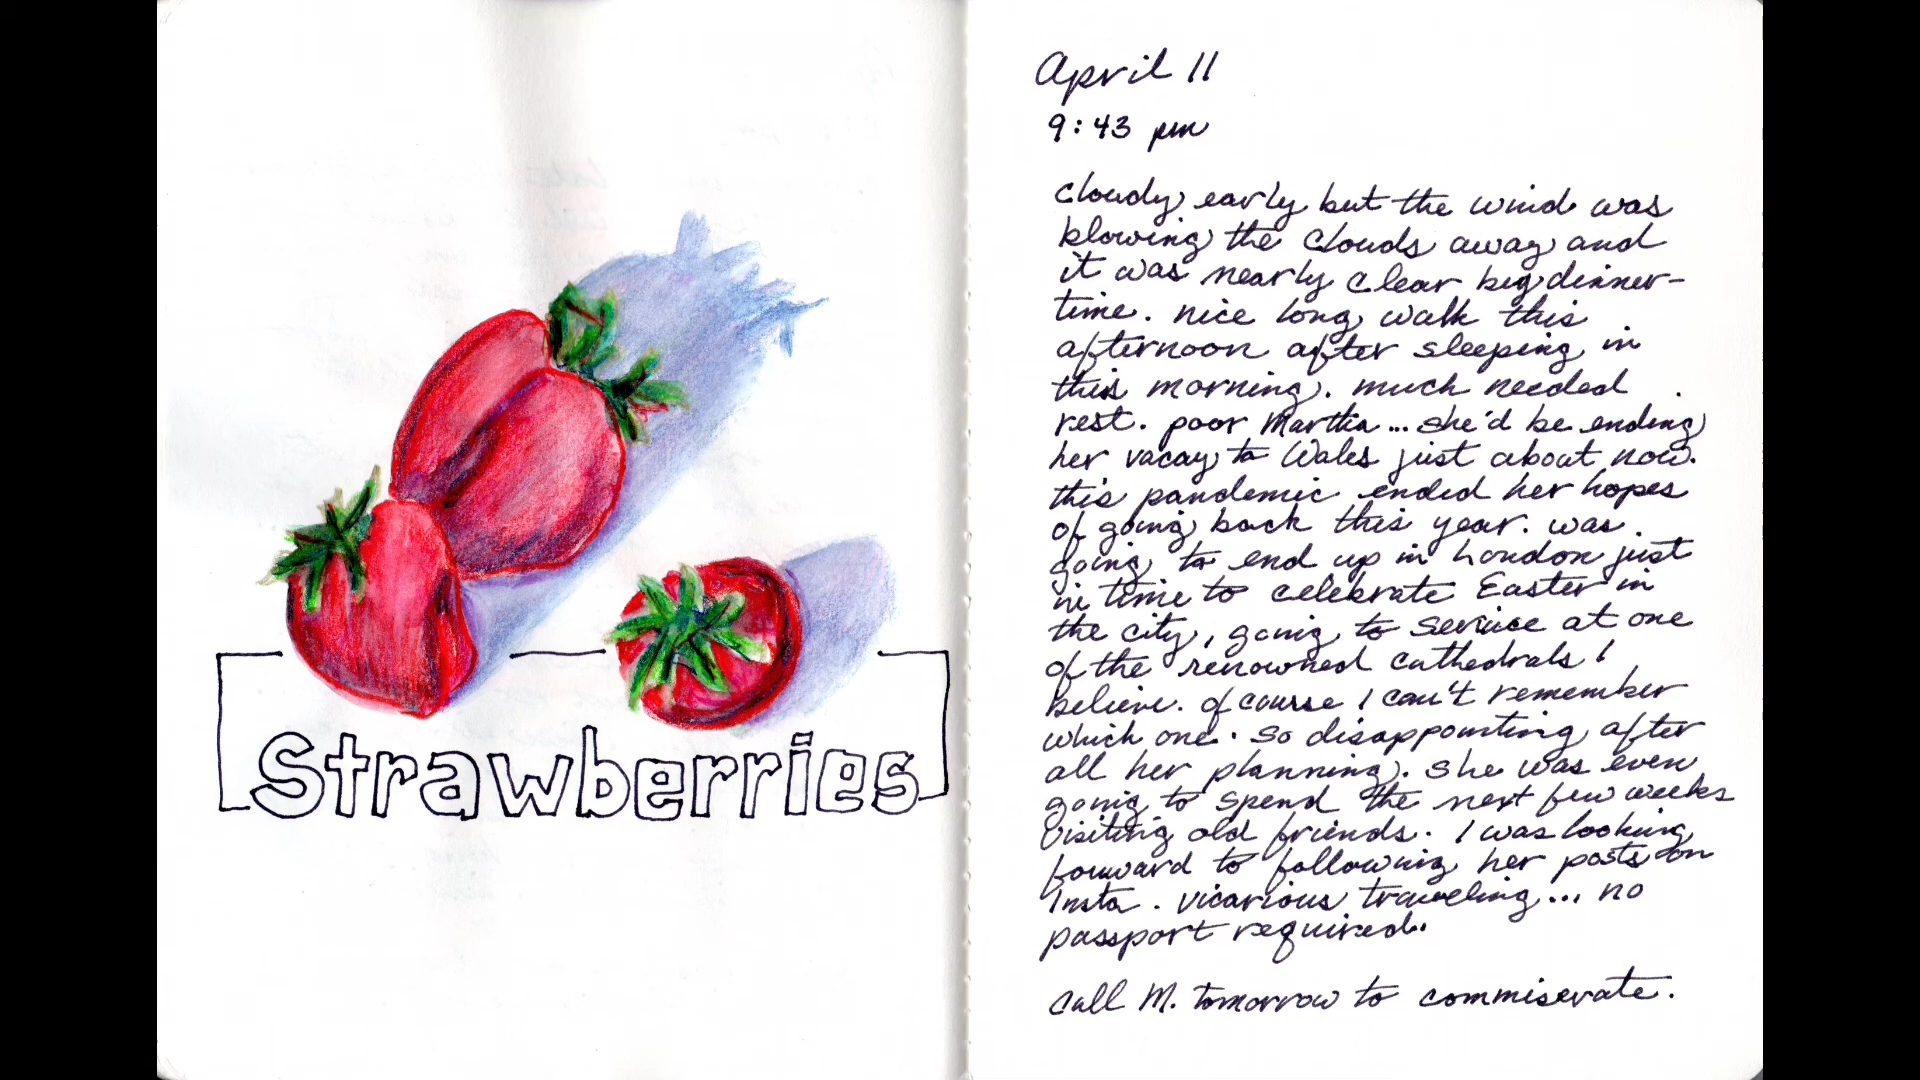 Strawberries
April 11
9:43 pm
cloudy early but the wind was
blowing the clouds away and
it was nearly clear by dinner-
time. nice long walk this
afternoon after sleeping in
this morning. much needed
rest. poor Martha... she'd be ending
her vacay to Wales just about now.
this pandemic ended her hopes
of going back this year. was
going to end up in London just
in time to celebrate Easter in
the city, going to service at one
of the renowned cathedrals I
believe. of course I can't remember
which one. so disappointing after
all her planning. she was even
going to spend the next few weeks
visiting old friends. I was looking
forward to following her posts on
Insta. vicarious traveling... no
passport required.
call M. tomorrow to commiserate.